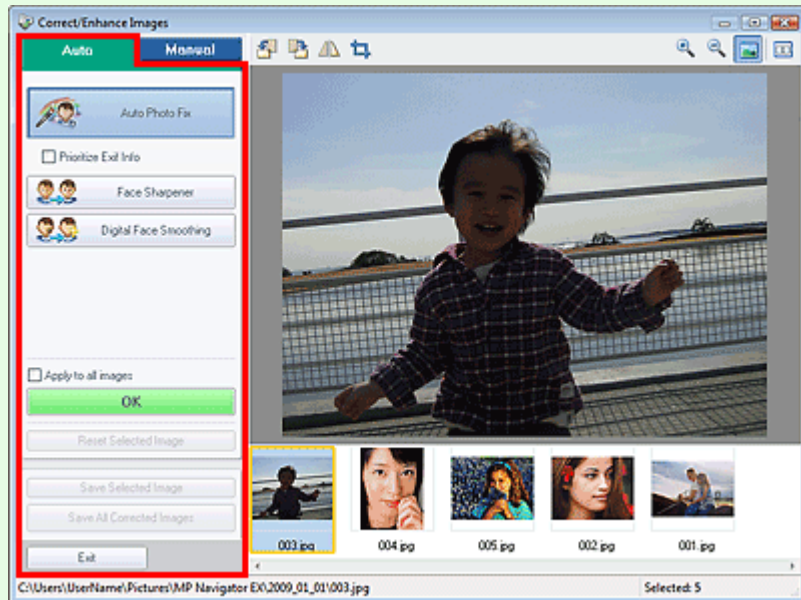 Correct/Enhance Images
Auto
Manual
Auto Photo Fix
Prioritize Exif Info
Face Sharpener
Digital Face Smoothing
Apply to all images
OK
Reset Selected Image
Save Selected Image
Save All Corrected Images
Exit
003.jpg
004.jpg
005.jpg
002.jpg
001.jpg
C:\Users\UserName\Pictures\MP Navigator EX\2009_01_01\003.jpg
Selected: 5